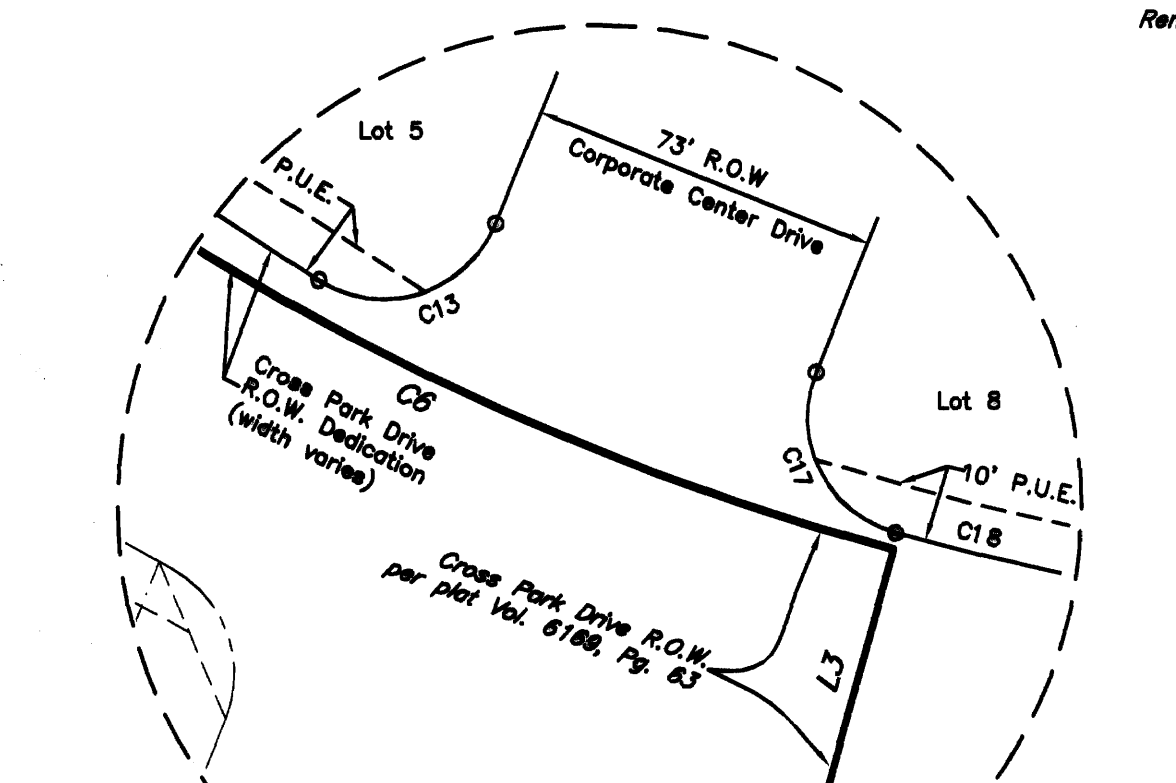 Rem
Lot 5
73' R.O.W
Corporate Center Drive
P.U.E.
C13
Cross Park Drive
R.O.W. Dedication
(width varies)
C6
Lot 8
C17
10' P.U.E.
C18
Cross Park Drive R.O.W.
per plat Vol. 6169, Pg. 63
L3